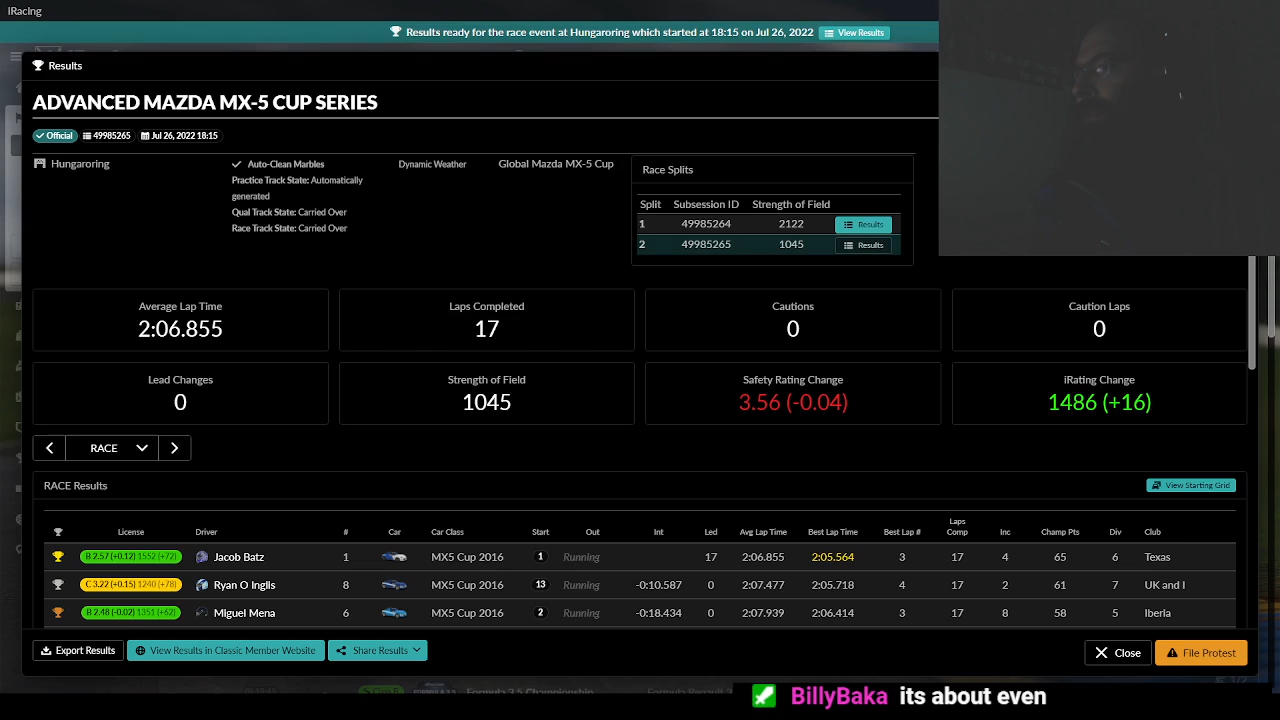 iRacing
Results ready for the race event at Hungaroring which started at 18:15 on Jul 26, 2022 View Results
Results
ADVANCED MAZDA MX-5 CUP SERIES
Official 49985265 Jul 26, 2022 18:15
Hungaroring
Auto-Clean Marbles
Practice Track State: Automatically
generated
Qual Track State: Carried Over
Race Track State: Carried Over
Dynamic Weather
Global Mazda MX-5 Cup
Race Splits
Split Subsession ID Strength of Field
1 49985264 2122 Results
2 49985265 1045 Results
Average Lap Time
2:06.855
Laps Completed
17
Cautions
0
Caution Laps
0
Lead Changes
0
Strength of Field
1045
Safety Rating Change
3.56 (-0.04)
iRating Change
1486 (+16)
RACE
RACE Results
View Starting Grid
License Driver # Car Car Class Start Out Int Led Avg Lap Time Best Lap Time Best Lap # Laps Comp Inc Champ Pts Div Club
B 2.57 (+0.12) 1552 (+72) Jacob Batz 1 MX5 Cup 2016 1 Running 17 2:06.855 2:05.564 3 17 4 65 6 Texas
C 3.22 (+0.15) 1240 (+78) Ryan O Inglis 8 MX5 Cup 2016 13 Running -0:10.587 0 2:07.477 2:05.718 4 17 2 61 7 UK and I
B 2.48 (-0.02) 1351 (+62) Miguel Mena 6 MX5 Cup 2016 2 Running -0:18.434 0 2:07.939 2:06.414 3 17 8 58 5 Iberia
Export Results View Results in Classic Member Website Share Results Close File Protest
Formula 3.5 Championship
BillyBaka its about even